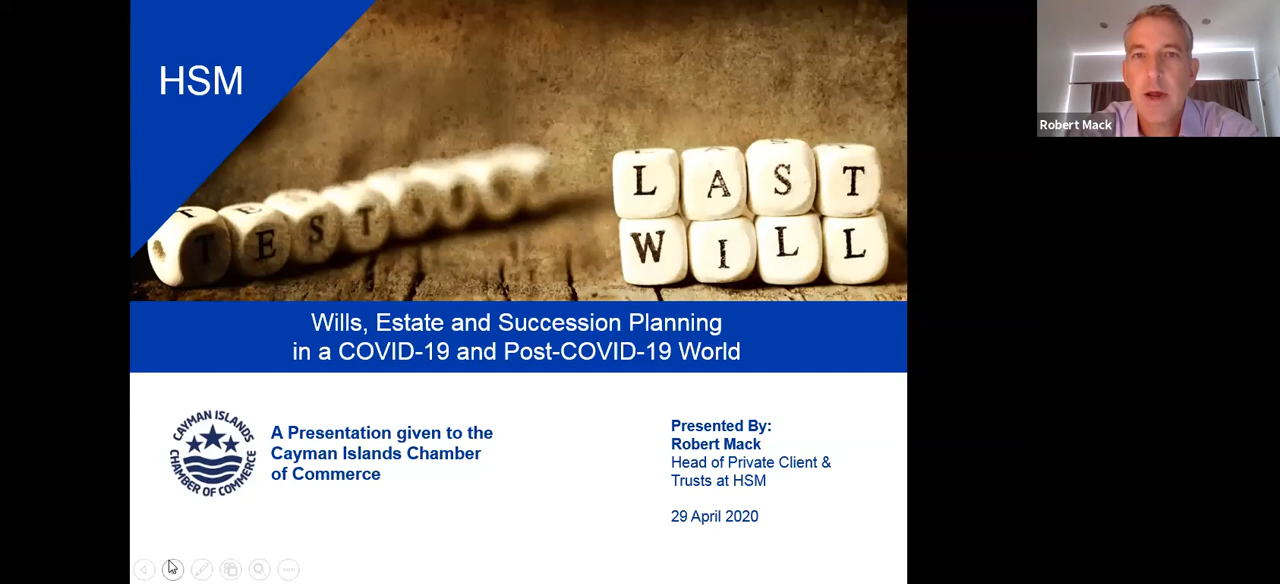 HSM
TEST
LAST
WILL
Wills, Estate and Succession Planning
in a COVID-19 and Post-COVID-19 World
CAYMAN ISLANDS
CHAMBER OF COMMERCE
A Presentation given to the
Cayman Islands Chamber
of Commerce
Presented By:
Robert Mack
Head of Private Client &
Trusts at HSM
29 April 2020
Robert Mack